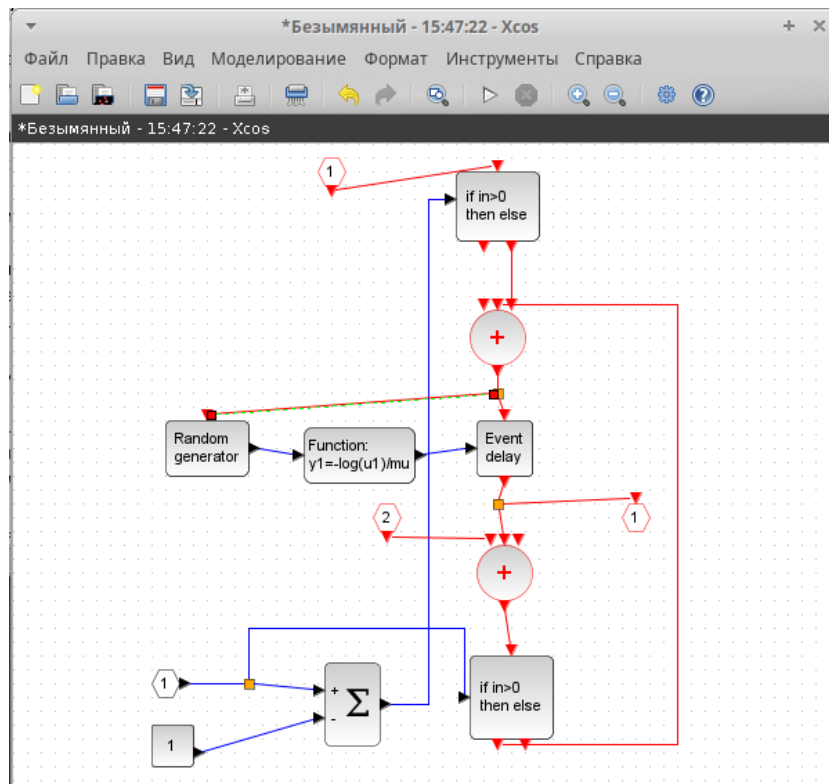 *Безымянный - 15:47:22 - Xcos
Файл Правка Вид Моделирование Формат Инструменты Справка
*Безымянный - 15:47:22 - Xcos
1
if in>0
then else
+
Random
generator
Function:
y1=-log(u1)/mu
Event
delay
2
1
+
1
+
-
Σ
if in>0
then else
1